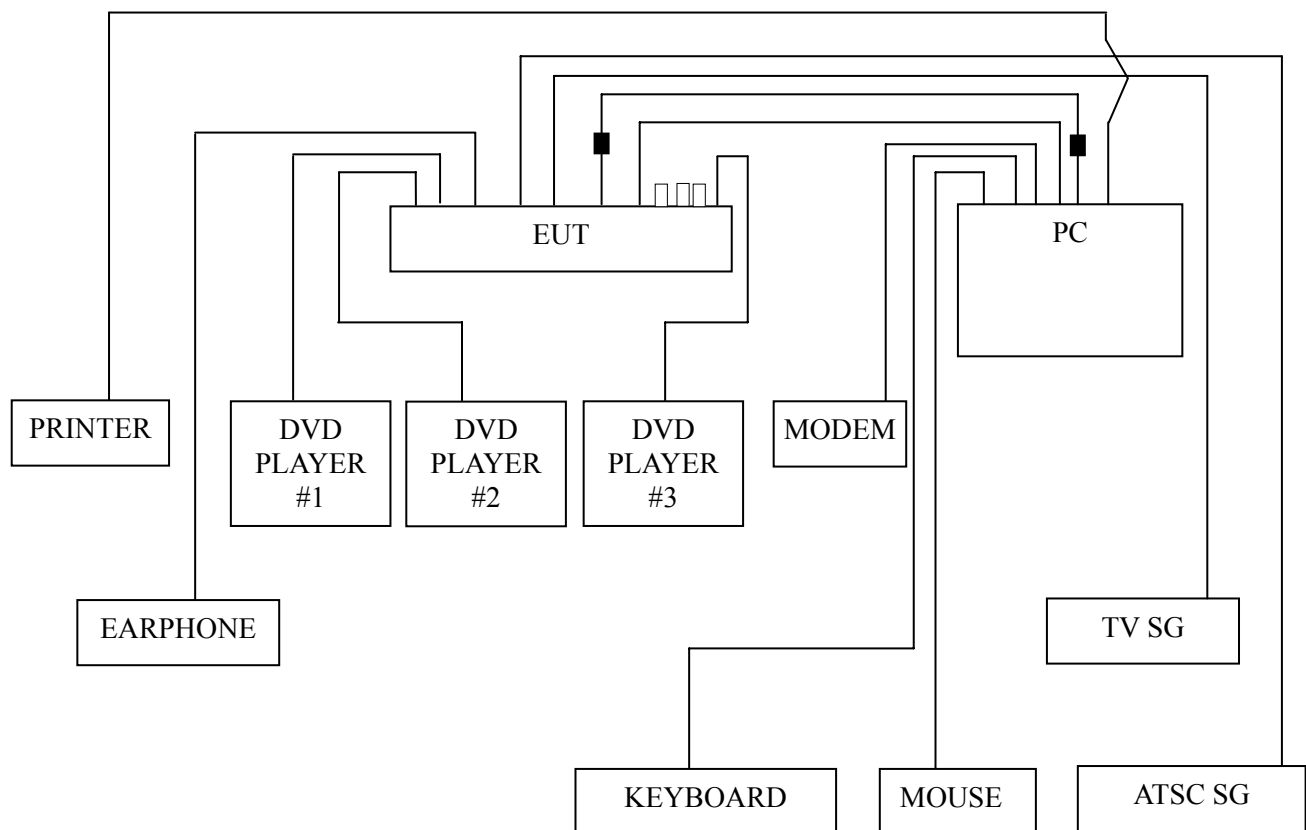 EUT
PC
PRINTER
DVD
PLAYER
#1
DVD
PLAYER
#2
DVD
PLAYER
#3
MODEM
EARPHONE
TV SG
KEYBOARD
MOUSE
ATSC SG